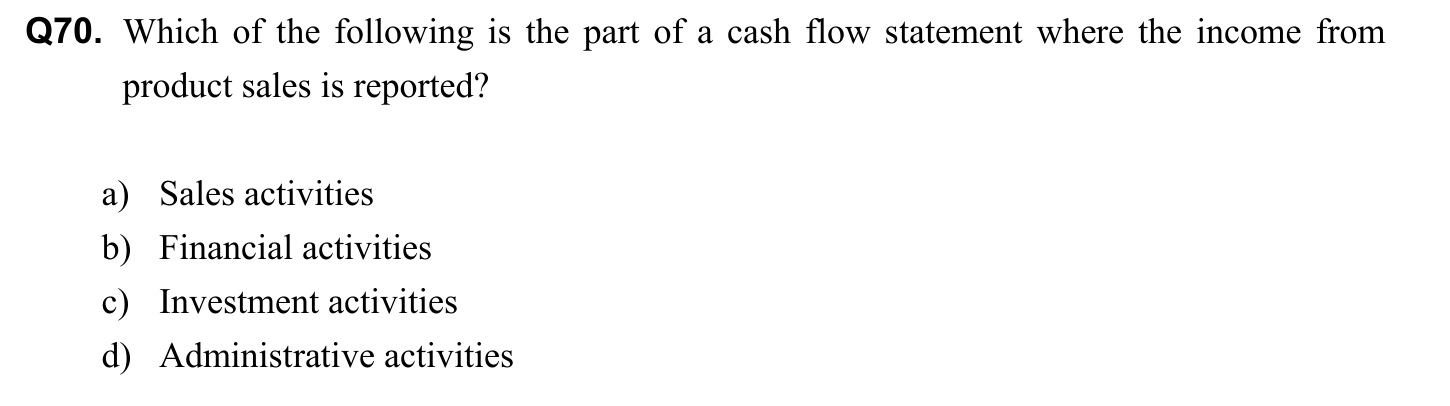 Q70. Which of the following is the part of a cash flow statement where the income from
product sales is reported?
a) Sales activities
b) Financial activities
c) Investment activities
d) Administrative activities